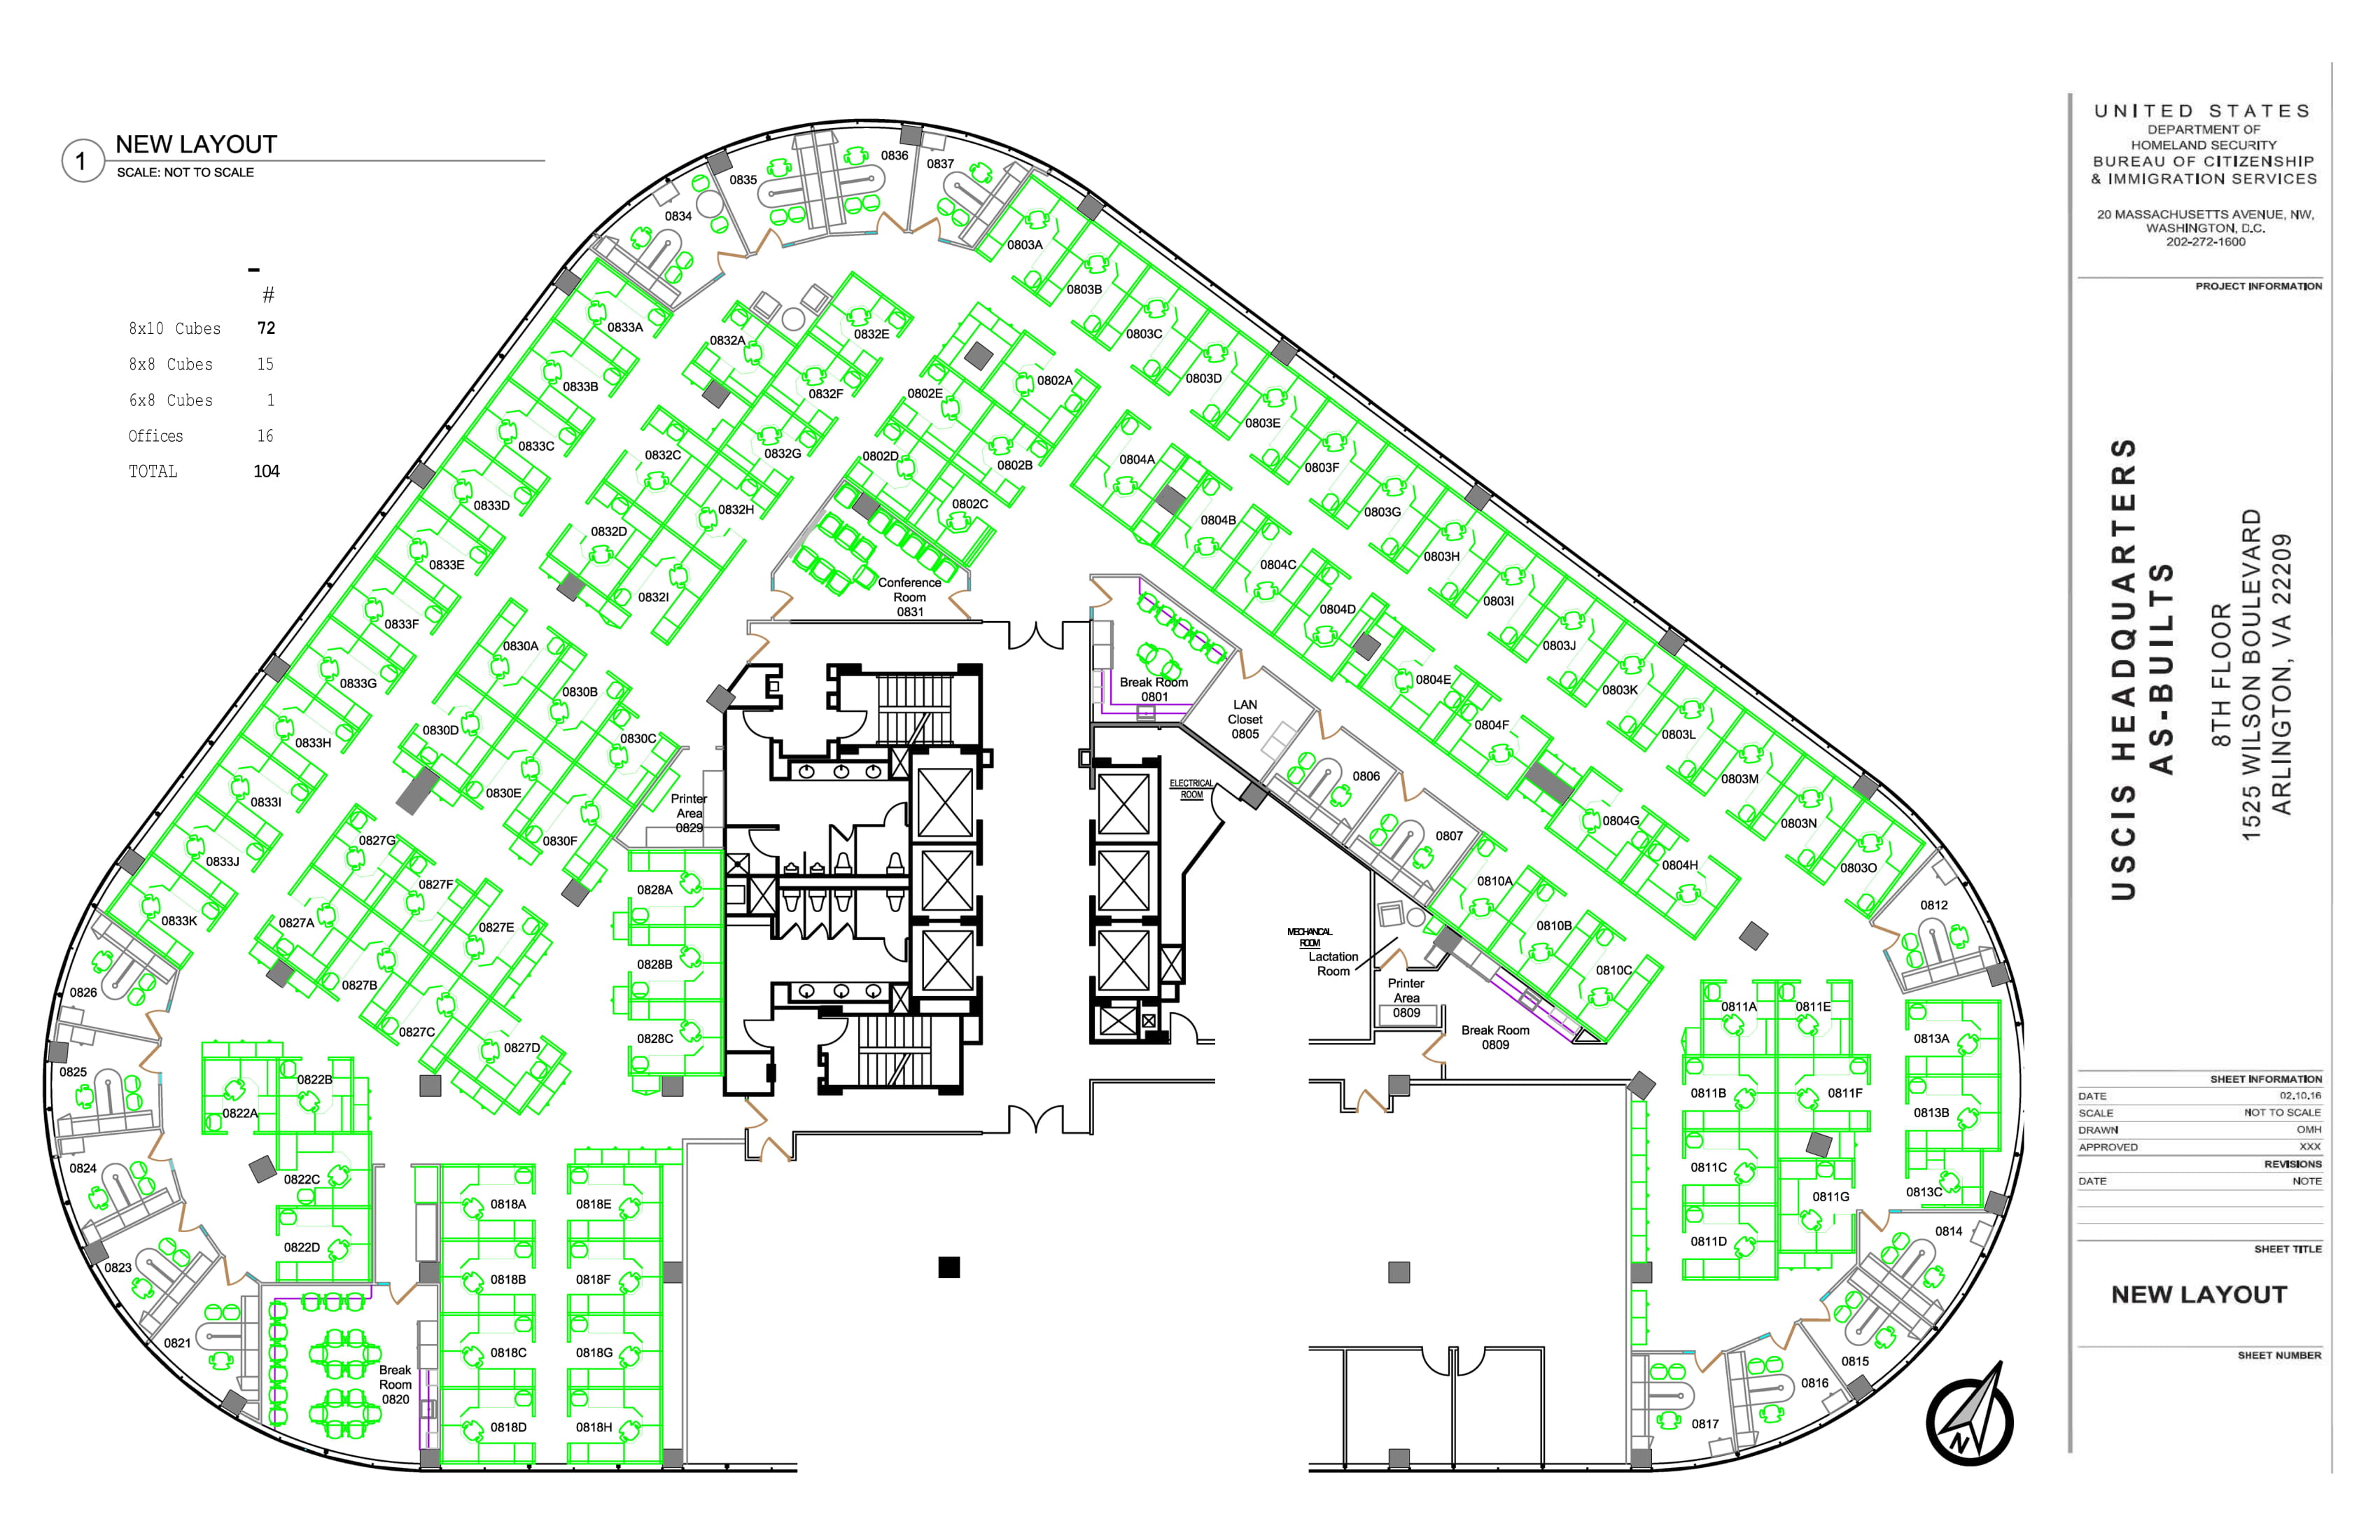 1
NEW LAYOUT
SCALE: NOT TO SCALE
#
8x10 Cubes 72
8x8 Cubes 15
6x8 Cubes 1
Offices 16
TOTAL 104
0834
0835
0836
0837
0803A
0803B
0803C
0803D
0803E
0803F
0803G
0803H
0803I
0803J
0803K
0803L
0803M
0803N
0803O
0833A
0833B
0833C
0833D
0833E
0833F
0833G
0833H
0833I
0833J
0833K
0832A
0832E
0832F
0832C
0832G
0832D
0832H
0832I
0802A
0802E
0802D
0802B
0802C
0804A
0804B
0804C
0804D
0804E
0804F
0804G
0804H
Conference
Room
0831
0830A
0830B
0830C
0830D
0830E
0830F
Printer
Area
0829
Break Room
0801
LAN
Closet
0805
ELECTRICAL
ROOM
0806
0807
0810A
0810B
0810C
MECHANICAL
ROOM
Lactation
Room
Printer
Area
0809
Break Room
0809
0827G
0827F
0827A
0827E
0827B
0827C
0827D
0828A
0828B
0828C
0826
0825
0824
0823
0821
0822A
0822B
0822C
0822D
Break
Room
0820
0818A
0818E
0818B
0818F
0818C
0818G
0818D
0818H
0812
0811A
0811E
0811B
0811F
0811C
0811G
0811D
0813A
0813B
0813C
0814
0815
0816
0817
N
UNITED STATES
DEPARTMENT OF
HOMELAND SECURITY
BUREAU OF CITIZENSHIP
& IMMIGRATION SERVICES
20 MASSACHUSETTS AVENUE, NW,
WASHINGTON, D.C.
202-272-1600
PROJECT INFORMATION
USCIS HEADQUARTERS
AS-BUILTS
8TH FLOOR
1525 WILSON BOULEVARD
ARLINGTON, VA 22209
SHEET INFORMATION
DATE 02.10.16
SCALE NOT TO SCALE
DRAWN OMH
APPROVED XXX
REVISIONS
DATE NOTE
SHEET TITLE
NEW LAYOUT
SHEET NUMBER